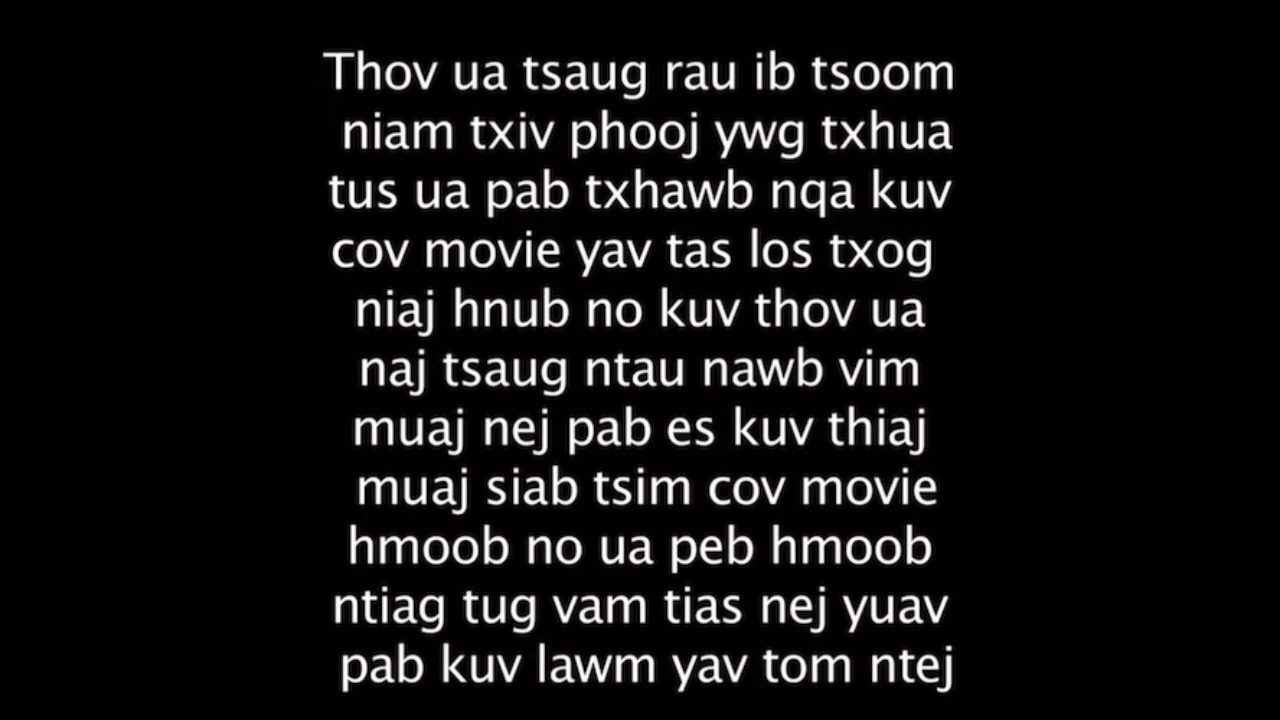 Thov ua tsaug rau ib tsoom
niam txiv phooj ywg txhua
tus ua pab txhawb nqa kuv
cov movie yav tas los txog
niaj hnub no kuv thov ua
naj tsaug ntau nawb vim
muaj nej pab es kuv thiaj
muaj siab tsim cov movie
hmoob no ua peb hmoob
ntiag tug vam tias nej yuav
pab kuv lawm yav tom ntej